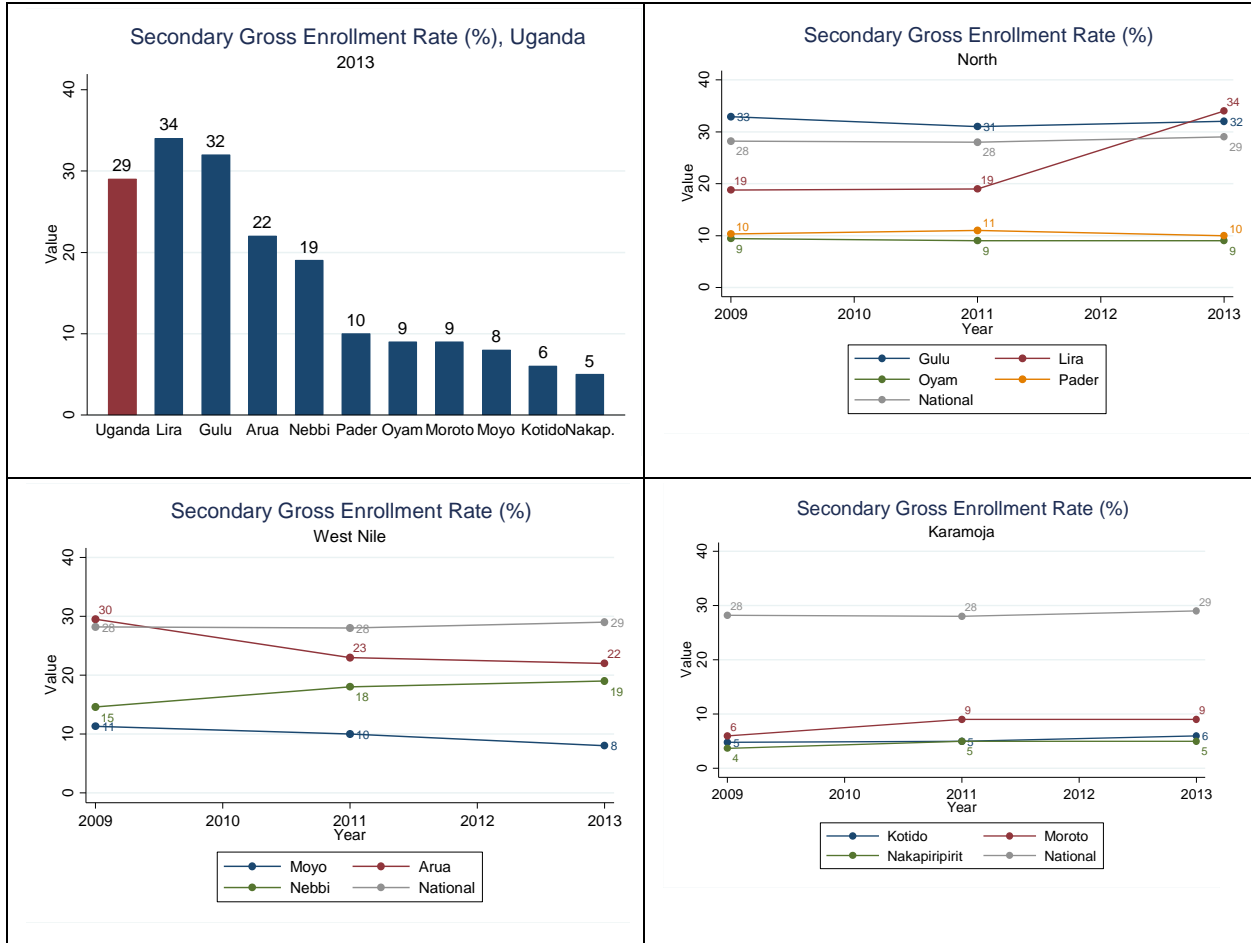 Secondary Gross Enrollment Rate (%), Uganda
2013
40
30
20
10
0
Value
29
34
32
22
19
10
9
9
8
6
5
Uganda Lira Gulu Arua Nebbi Pader Oyam Moroto Moyo Kotido Nakap.
Secondary Gross Enrollment Rate (%)
North
40
30
20
10
0
Value
33
31
32
28
28
29
19
19
34
10
11
10
9
9
9
2009 2010 2011 2012 2013
Year
Gulu Lira
Oyam Pader
National
Secondary Gross Enrollment Rate (%)
West Nile
40
30
20
10
0
Value
30
23
22
28
28
29
15
18
19
11
10
8
2009 2010 2011 2012 2013
Year
Moyo Arua
Nebbi National
Secondary Gross Enrollment Rate (%)
Karamoja
40
30
20
10
0
Value
28
28
29
6
9
9
5
5
6
4
5
5
2009 2010 2011 2012 2013
Year
Kotido Moroto
Nakapiripirit National